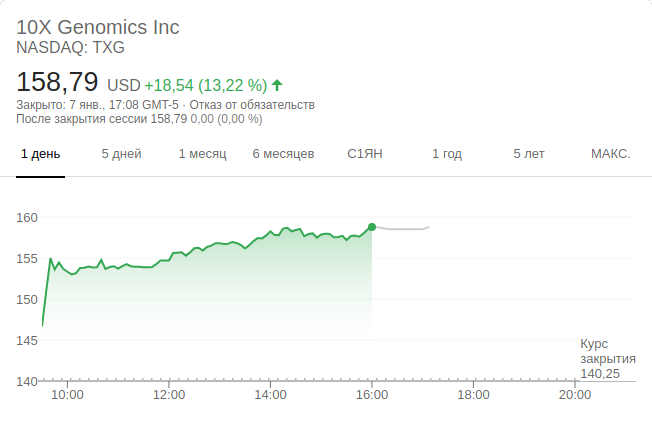 10X Genomics Inc
NASDAQ: TXG
158,79 USD +18,54 (13,22 %)
Закрыто: 7 янв., 17:08 GMT-5 · Отказ от обязательств
После закрытия сессии 158,79 0,00 (0,00 %)
1 день 5 дней 1 месяц 6 месяцев С1ЯН 1 год 5 лет МАКС.
160
155
150
145
Курс
закрытия
140,25
140
10:00 12:00 14:00 16:00 18:00 20:00